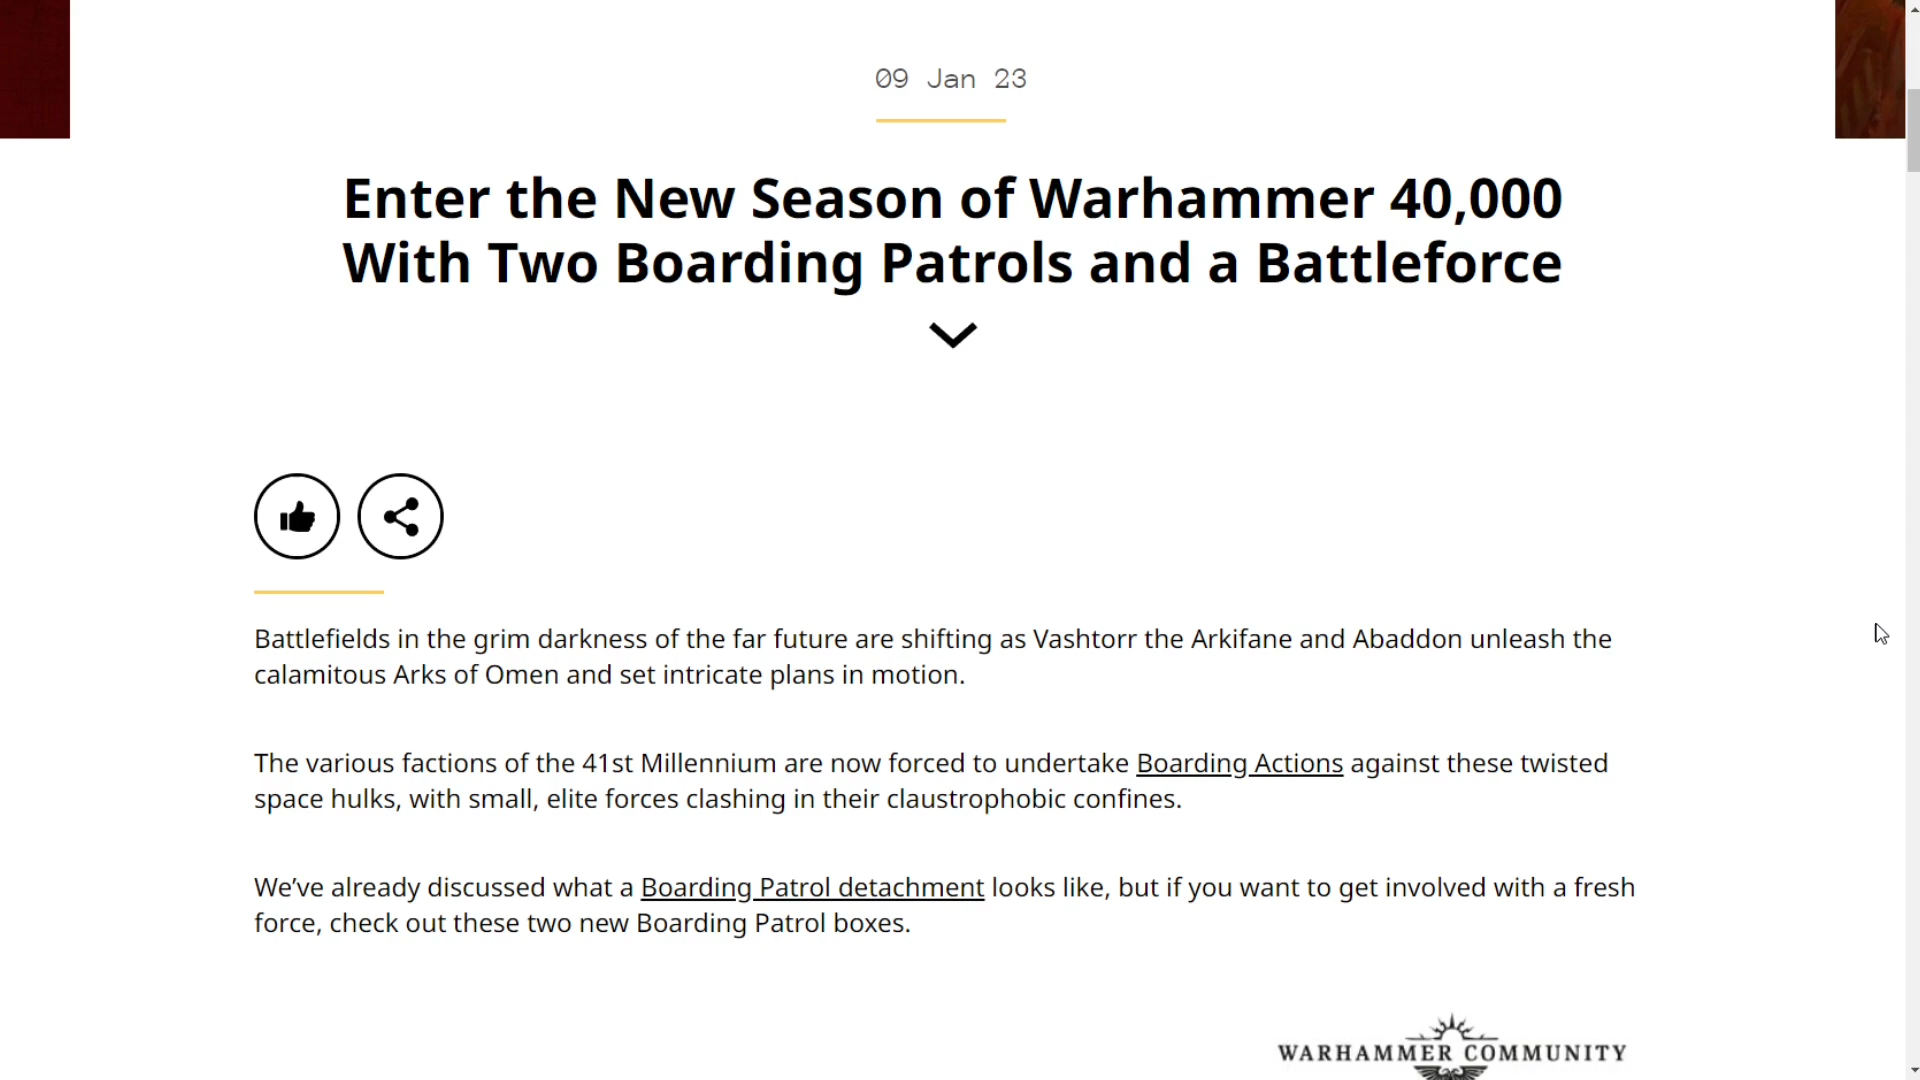 09 Jan 23
Enter the New Season of Warhammer 40,000
With Two Boarding Patrols and a Battleforce
Battlefields in the grim darkness of the far future are shifting as Vashtorr the Arkifane and Abaddon unleash the
calamitous Arks of Omen and set intricate plans in motion.
The various factions of the 41st Millennium are now forced to undertake Boarding Actions against these twisted
space hulks, with small, elite forces clashing in their claustrophobic confines.
We’ve already discussed what a Boarding Patrol detachment looks like, but if you want to get involved with a fresh
force, check out these two new Boarding Patrol boxes.
WARHAMMER COMMUNITY